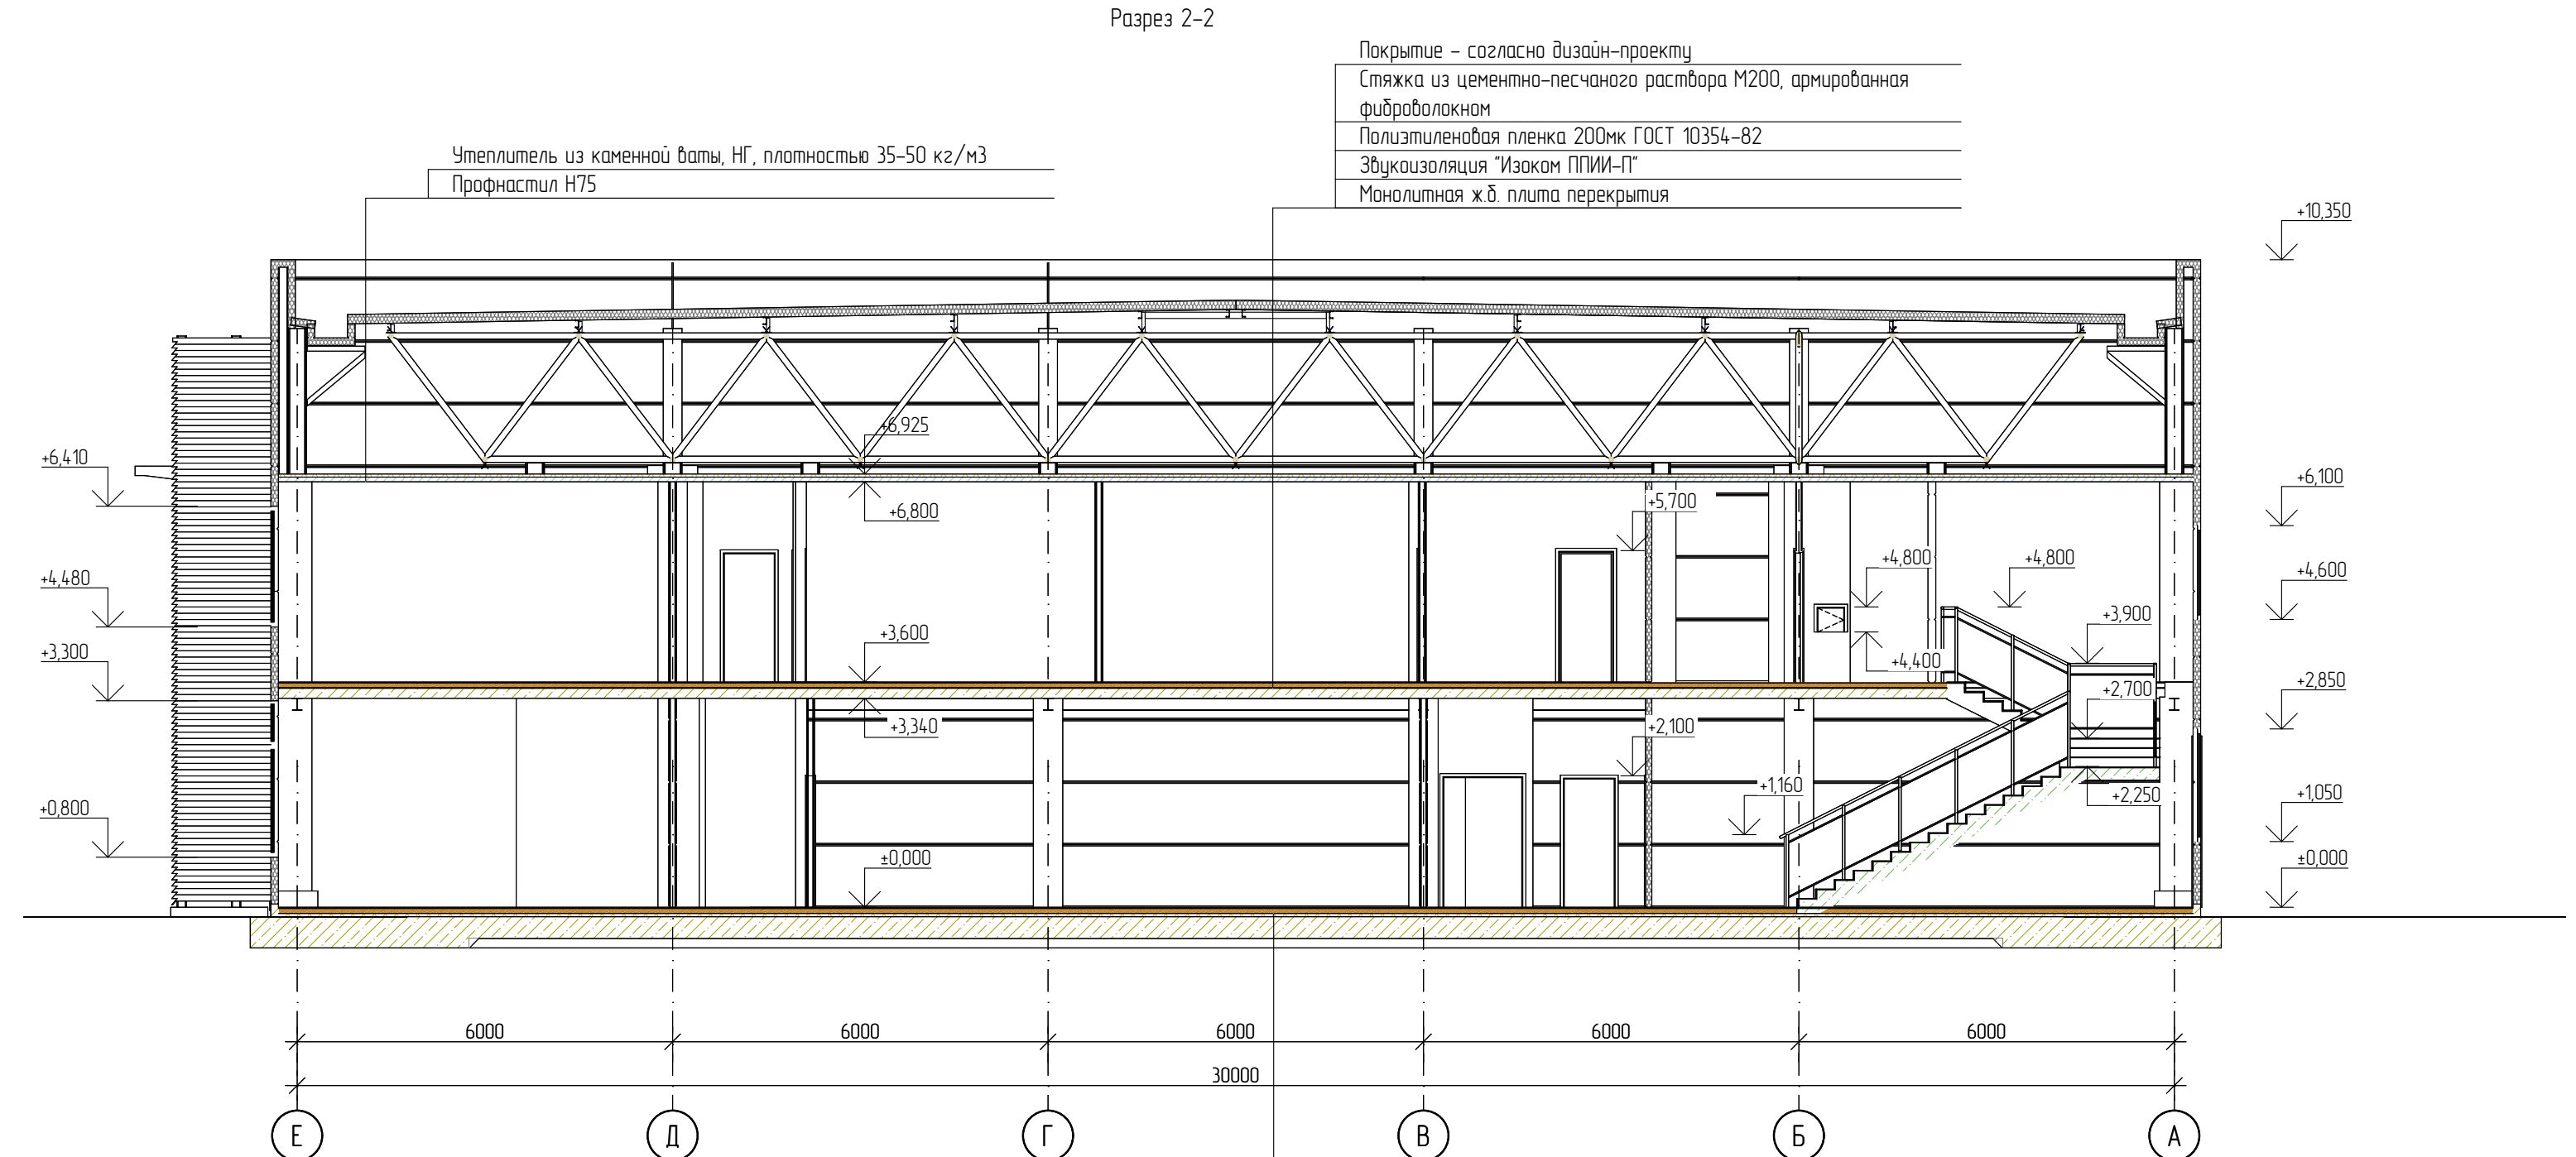 Разрез 2-2
Покрытие - согласно дизайн-проекту
Стяжка из цементно-песчаного раствора М200, армированная
фиброволокном
Полиэтиленовая пленка 200мк ГОСТ 10354-82
Звукоизоляция "Изоком ППИИ-П"
Монолитная ж.б. плита перекрытия
Утеплитель из каменной ваты, НГ, плотностью 35-50 кг/м3
Профнастил Н75
+10,350
+6,925
+6,410
+6,100
+6,800
+5,700
+4,480
+4,800
+4,800
+4,600
+3,900
+3,600
+3,300
+4,400
+2,700
+2,850
+3,340
+2,100
+1,160
+2,250
+1,050
+0,800
±0,000
±0,000
6000
6000
6000
6000
6000
30000
Е
Д
Г
В
Б
А